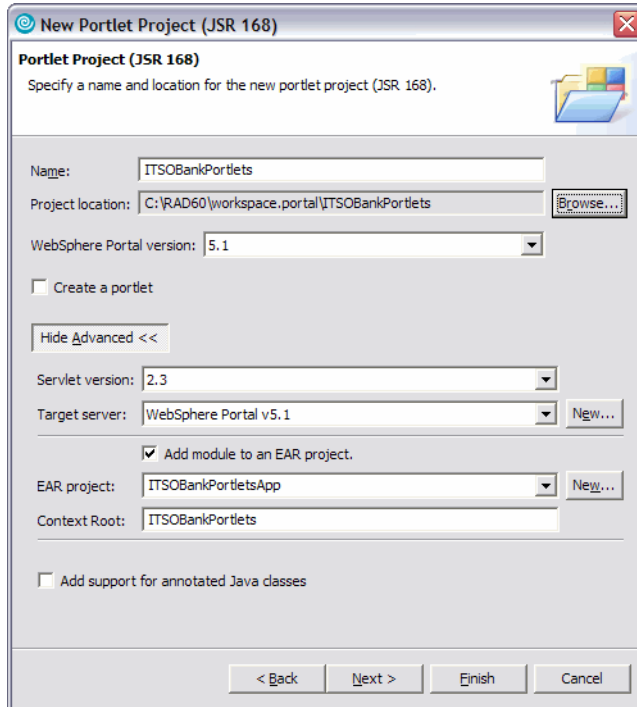 New Portlet Project (JSR 168)
Portlet Project (JSR 168)
Specify a name and location for the new portlet project (JSR 168).
Name: ITSOBankPortlets
Project location: C:\RAD60\workspace.portal\ITSOBankPortlets Browse...
WebSphere Portal version: 5.1
Create a portlet
Hide Advanced <<
Servlet version: 2.3
Target server: WebSphere Portal v5.1 New...
Add module to an EAR project.
EAR project: ITSOBankPortletsApp New...
Context Root: ITSOBankPortlets
Add support for annotated Java classes
< Back Next > Finish Cancel